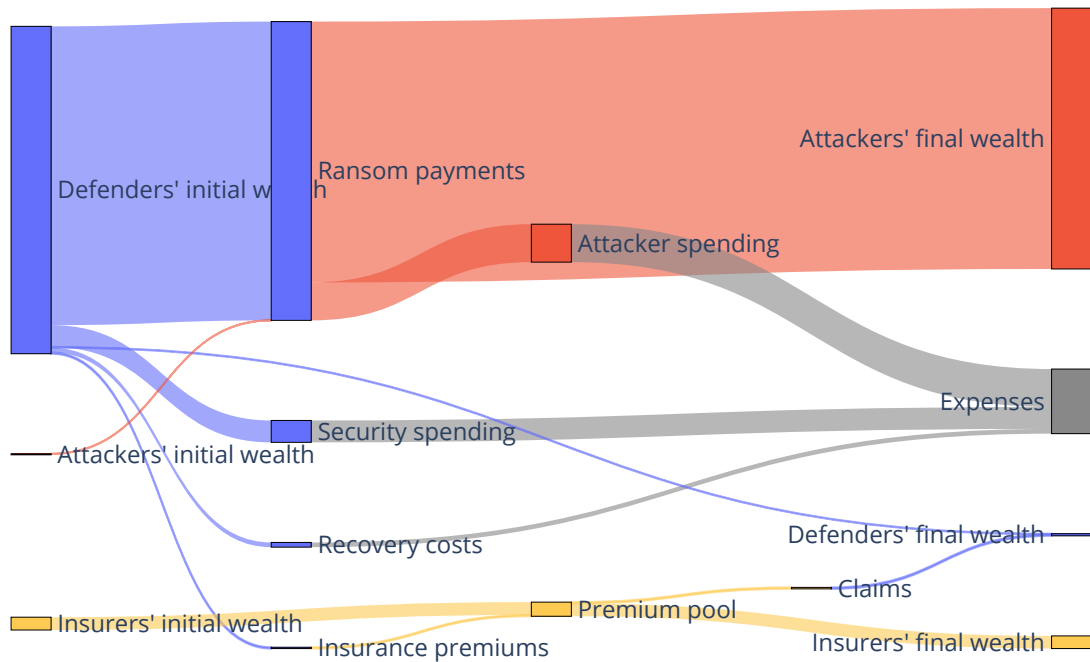 Attackers' final wealth
Ransom payments
Defenders' initial wealth
Attacker spending
Expenses
Security spending
Attackers' initial wealth
Defenders' final wealth
Recovery costs
Claims
Premium pool
Insurers' initial wealth
Insurers' final wealth
Insurance premiums